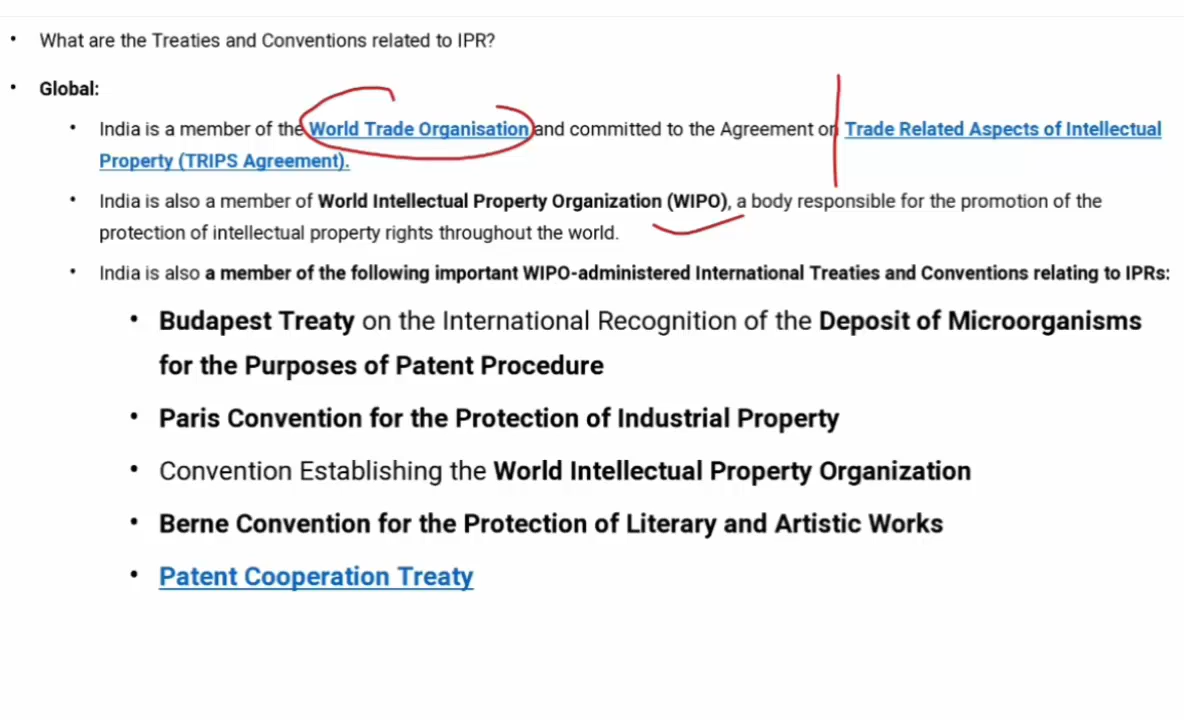 • What are the Treaties and Conventions related to IPR?
• Global:
• India is a member of the World Trade Organisation and committed to the Agreement on Trade Related Aspects of Intellectual
Property (TRIPS Agreement).
• India is also a member of World Intellectual Property Organization (WIPO), a body responsible for the promotion of the
protection of intellectual property rights throughout the world.
• India is also a member of the following important WIPO-administered International Treaties and Conventions relating to IPRs:
• Budapest Treaty on the International Recognition of the Deposit of Microorganisms
for the Purposes of Patent Procedure
• Paris Convention for the Protection of Industrial Property
• Convention Establishing the World Intellectual Property Organization
• Berne Convention for the Protection of Literary and Artistic Works
• Patent Cooperation Treaty